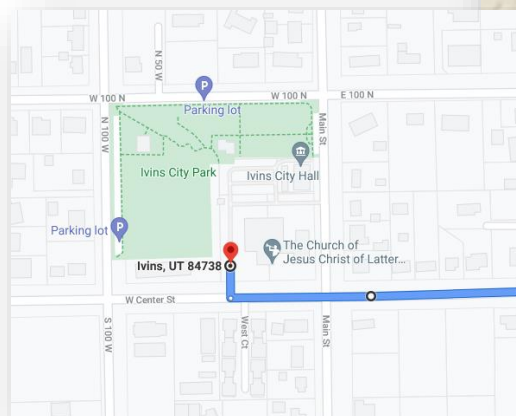 N 50 W
W 100 N
P
W 100 N
E 100 N
Parking lot
N 100 W
Main St
Ivins City Park
Ivins City Hall
P
Parking lot
Ivins, UT 84738
The Church of
Jesus Christ of Latter...
W Center St
S 100 W
West Ct
Main St